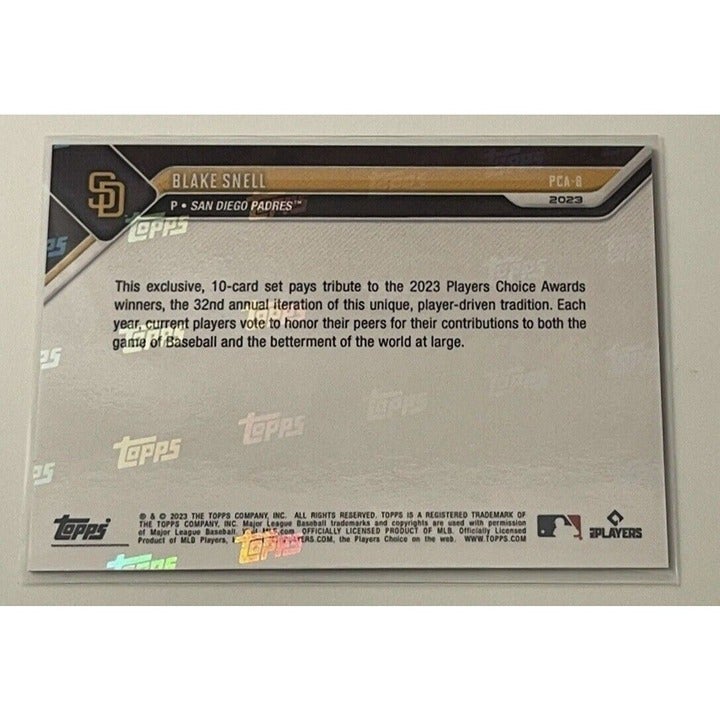 SD
BLAKE SNELL
PCA-8
P • SAN DIEGO PADRES™
2023
TOPPS
This exclusive, 10-card set pays tribute to the 2023 Players Choice Awards
winners, the 32nd annual iteration of this unique, player-driven tradition. Each
year, current players vote to honor their peers for their contributions to both the
game of Baseball and the betterment of the world at large.
TOPPS
TOPPS
TOPPS
TOPPS
® & © 2023 THE TOPPS COMPANY, INC. ALL RIGHTS RESERVED. TOPPS IS A REGISTERED TRADEMARK OF
THE TOPPS COMPANY, INC. Major League Baseball trademarks and copyrights are used with permission
of Major League Baseball. OFFICIALLY LICENSED PRODUCT OF MLB. OFFICIALLY LICENSED
Product of MLB Players, the Players Choice on the web. WWW.TOPPS.COM
TOPPS
PLAYERS
TOPPS